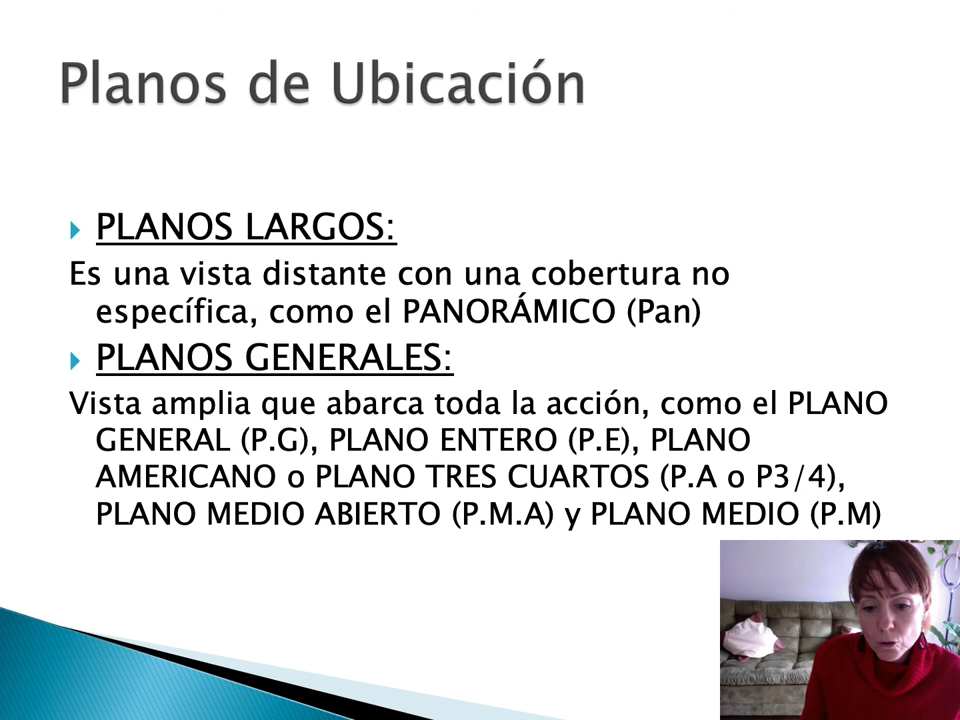 Planos de Ubicación
PLANOS LARGOS:
Es una vista distante con una cobertura no
específica, como el PANORÁMICO (Pan)
PLANOS GENERALES:
Vista amplia que abarca toda la acción, como el PLANO
GENERAL (P.G), PLANO ENTERO (P.E), PLANO
AMERICANO o PLANO TRES CUARTOS (P.A o P3/4),
PLANO MEDIO ABIERTO (P.M.A) y PLANO MEDIO (P.M)